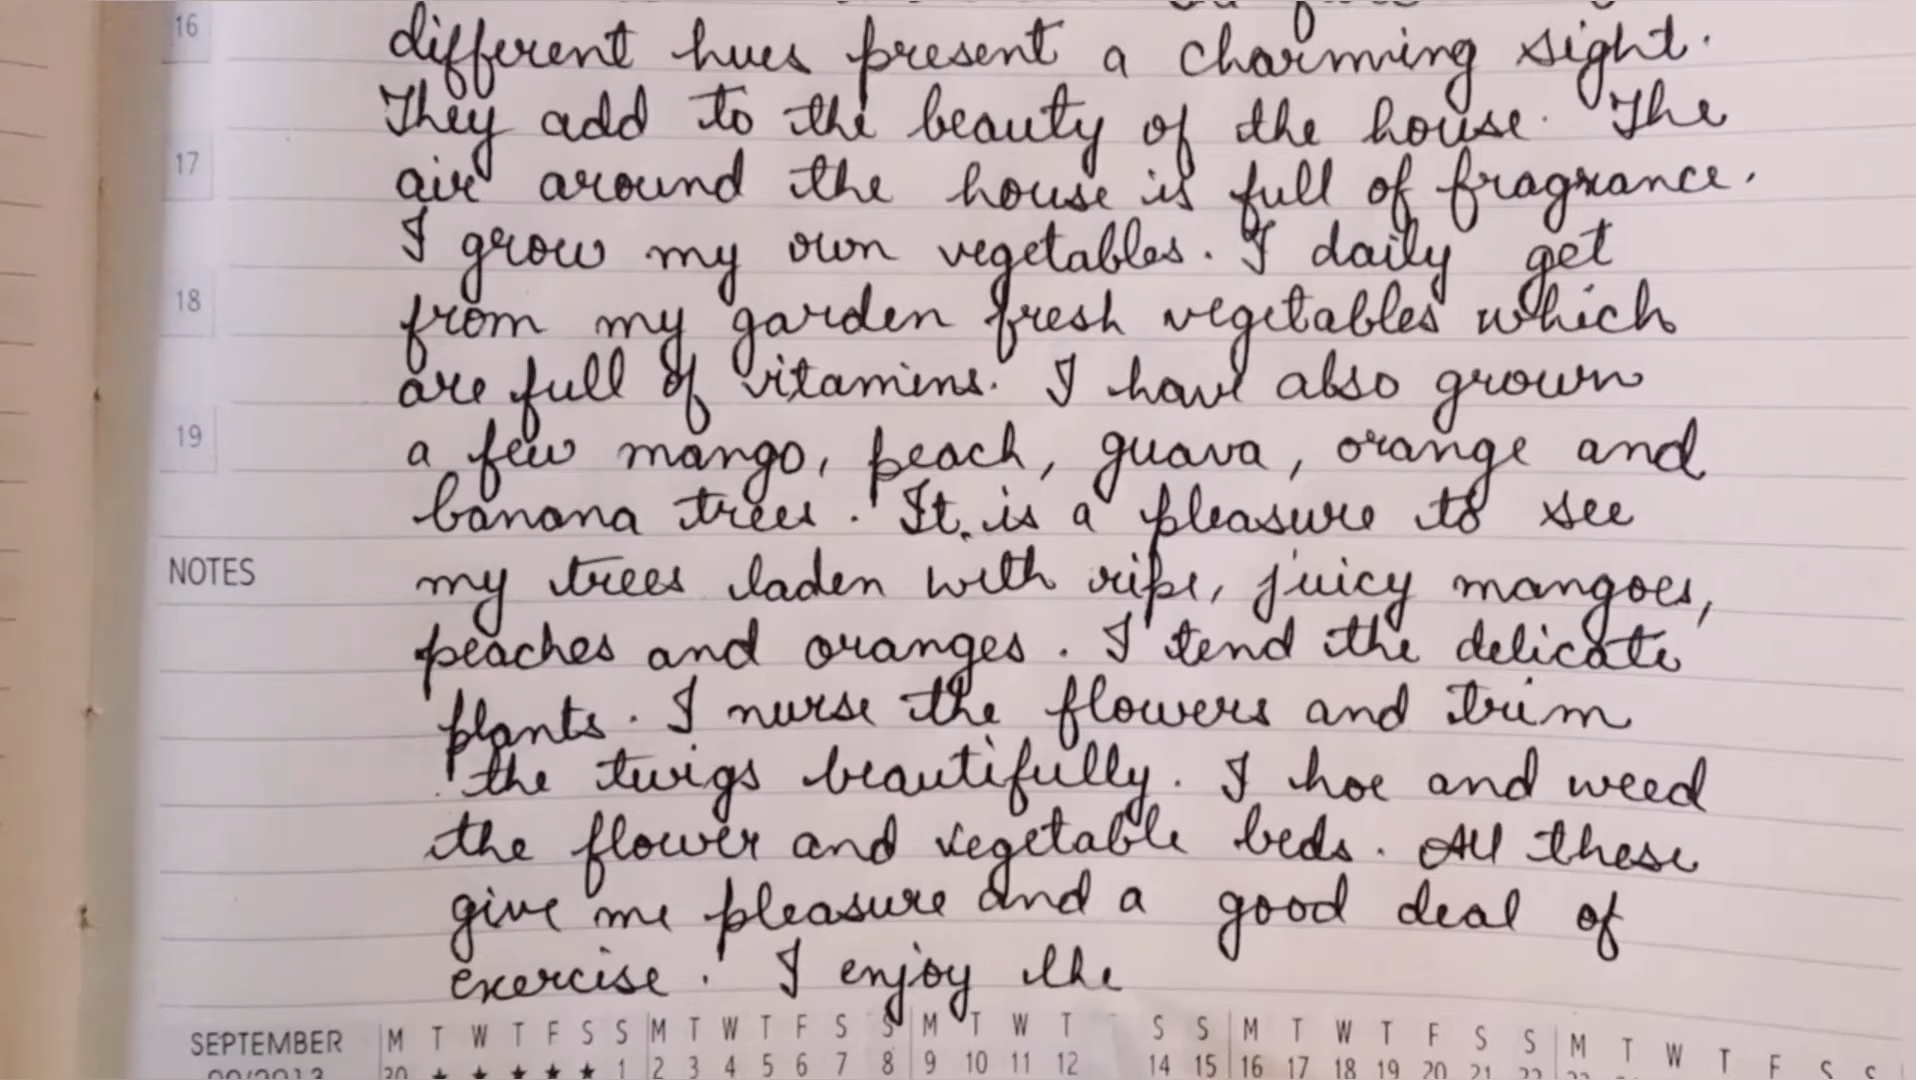 16
different hues present a charming sight.
They add to the beauty of the house. The
17
air around the house is full of fragrance.
I grow my own vegetables. I daily get
18
from my garden fresh vegetables which
are full of vitamins. I have also grown
19
a few mango, peach, guava, orange and
banana trees. It is a pleasure to see
NOTES
my trees laden with ripe, juicy mangoes,
peaches and oranges. I tend the delicate
plants. I nurse the flowers and trim
the twigs beautifully. I hoe and weed
the flower and vegetable beds. All these
give me pleasure and a good deal of
exercise. I enjoy the
SEPTEMBER M T W T F S S M T W T F S S M T W T S S M T W T F S S M T W T F S S
09/2013 30 ★ ★ ★ ★ ★ 1 2 3 4 5 6 7 8 9 10 11 12 14 15 16 17 18 19 20 21 22